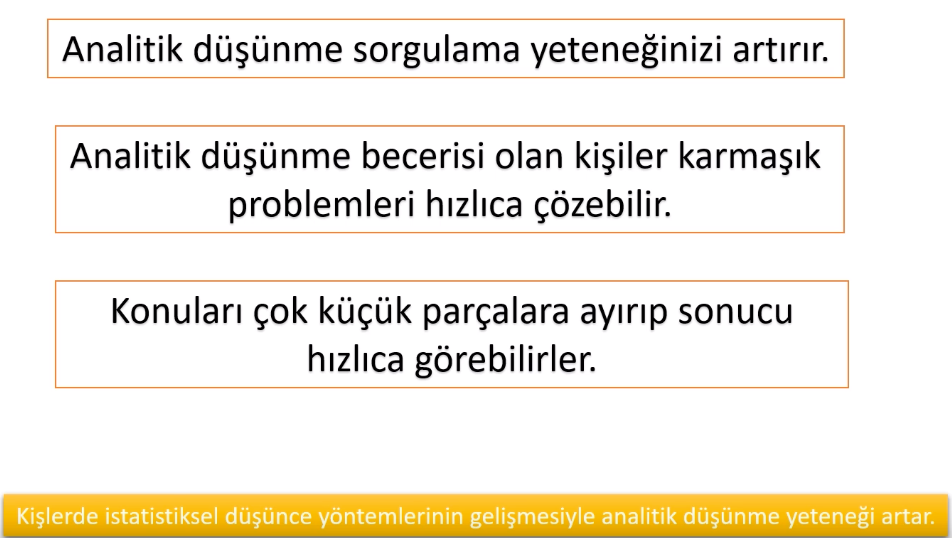 Analitik düşünme sorgulama yeteneğinizi artırır.
Analitik düşünme becerisi olan kişiler karmaşık
problemleri hızlıca çözebilir.
Konuları çok küçük parçalara ayırıp sonucu
hızlıca görebilirler.
Kişlerde istatistiksel düşünce yöntemlerinin gelişmesiyle analitik düşünme yeteneği artar.